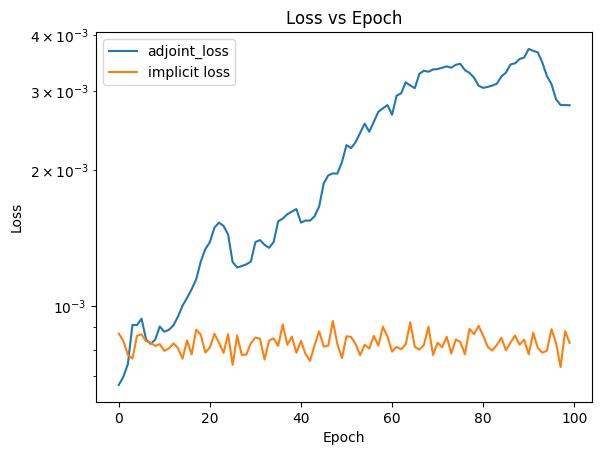 Loss vs Epoch
adjoint_loss
implicit loss
4 × 10⁻³
3 × 10⁻³
2 × 10⁻³
10⁻³
Loss
0 20 40 60 80 100
Epoch